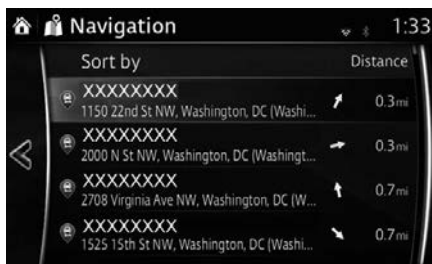 Navigation 1:33
Sort by Distance
XXXXXXXX
1150 22nd St NW, Washington, DC (Washi... 0.3mi
XXXXXXXX
2000 N St NW, Washington, DC (Washingt... 0.3mi
XXXXXXXX
2708 Virginia Ave NW, Washington, DC (W... 0.7mi
XXXXXXXX
1525 15th St NW, Washington, DC (Washi... 0.7mi